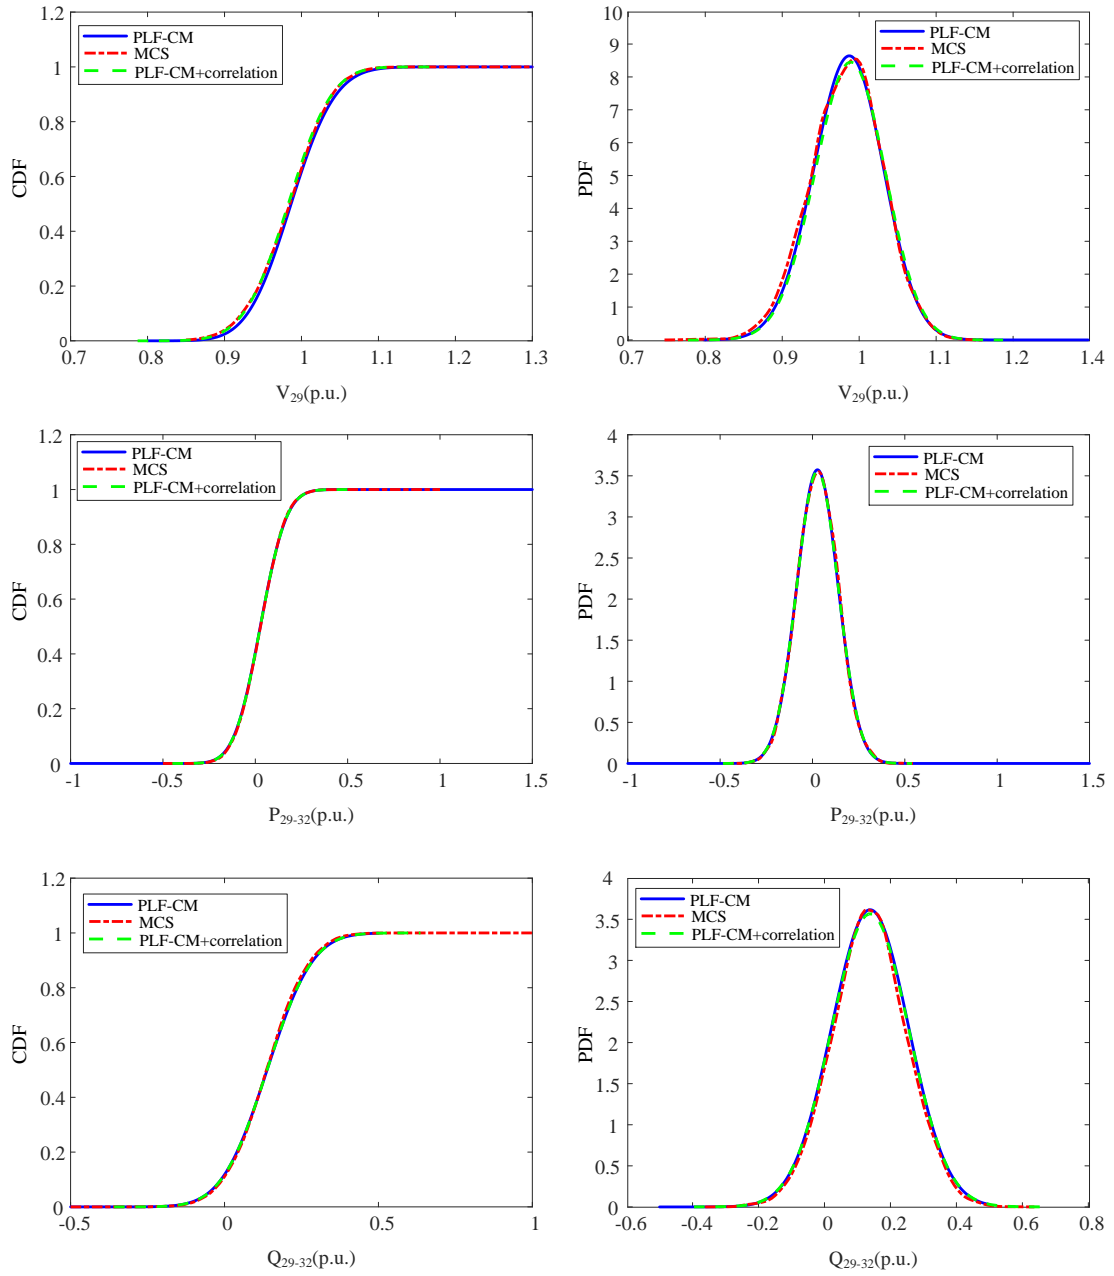 1.2
1
0.8
0.6
0.4
0.2
0
CDF
PLF-CM
MCS
PLF-CM+correlation
0.7 0.8 0.9 1 1.1 1.2 1.3
V29(p.u.)
10
9
8
7
6
5
4
3
2
1
0
PDF
PLF-CM
MCS
PLF-CM+correlation
0.7 0.8 0.9 1 1.1 1.2 1.4
V29(p.u.)
1.2
1
0.8
0.6
0.4
0.2
0
CDF
PLF-CM
MCS
PLF-CM+correlation
-1 -0.5 0 0.5 1 1.5
P29-32(p.u.)
4
3.5
3
2.5
2
1.5
1
0.5
0
PDF
PLF-CM
MCS
PLF-CM+correlation
-1 -0.5 0 0.5 1 1.5
P29-32(p.u.)
1.2
1
0.8
0.6
0.4
0.2
0
CDF
PLF-CM
MCS
PLF-CM+correlation
-0.5 0 0.5 1
Q29-32(p.u.)
4
3.5
3
2.5
2
1.5
1
0.5
0
PDF
PLF-CM
MCS
PLF-CM+correlation
-0.6 -0.4 -0.2 0 0.2 0.4 0.6 0.8
Q29-32(p.u.)